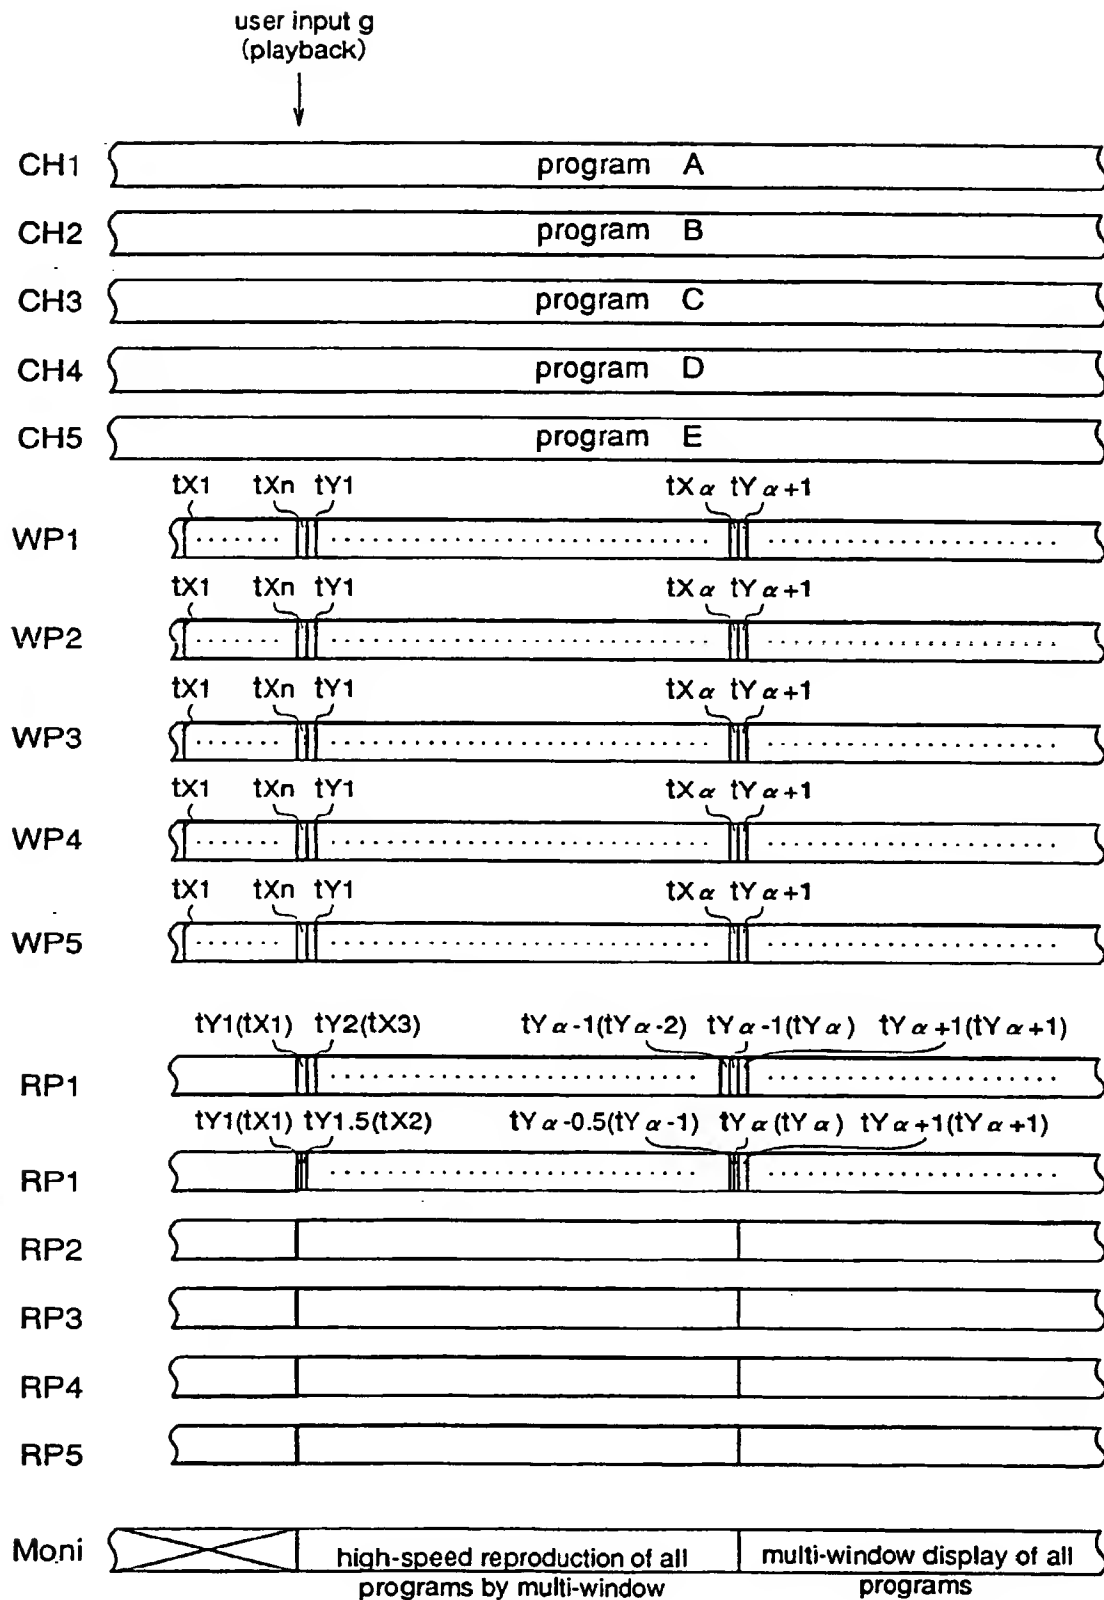 user input g
(playback)
CH1 program A
CH2 program B
CH3 program C
CH4 program D
CH5 program E
tX1 tXn tY1 tXα tYα+1
WP1
tX1 tXn tY1 tXα tYα+1
WP2
tX1 tXn tY1 tXα tYα+1
WP3
tX1 tXn tY1 tXα tYα+1
WP4
tX1 tXn tY1 tXα tYα+1
WP5
tY1(tX1) tY2(tX3) tYα-1(tYα-2) tYα-1(tYα) tYα+1(tYα+1)
RP1
tY1(tX1) tY1.5(tX2) tYα-0.5(tYα-1) tYα(tYα) tYα+1(tYα+1)
RP1
RP2
RP3
RP4
RP5
Moni
high-speed reproduction of all
programs by multi-window
multi-window display of all
programs